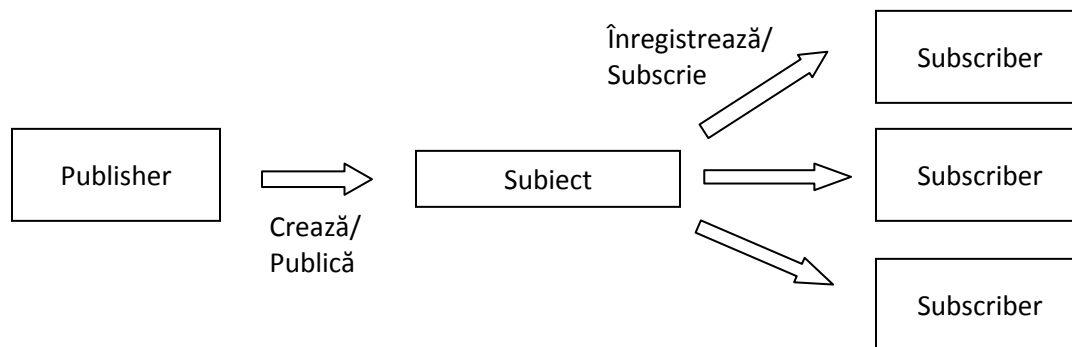 Înregistrează/
Subscrie
Subscriber
Publisher
Crează/
Publică
Subiect
Subscriber
Subscriber